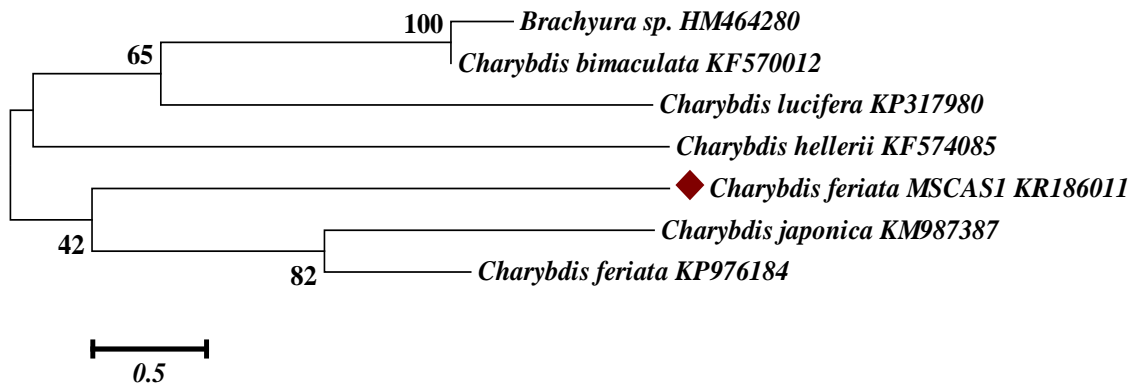 100
Brachyura sp. HM464280
65
Charybdis bimaculata KF570012
Charybdis lucifera KP317980
Charybdis hellerii KF574085
Charybdis feriata MSCAS1 KR186011
42
Charybdis japonica KM987387
82
Charybdis feriata KP976184
0.5